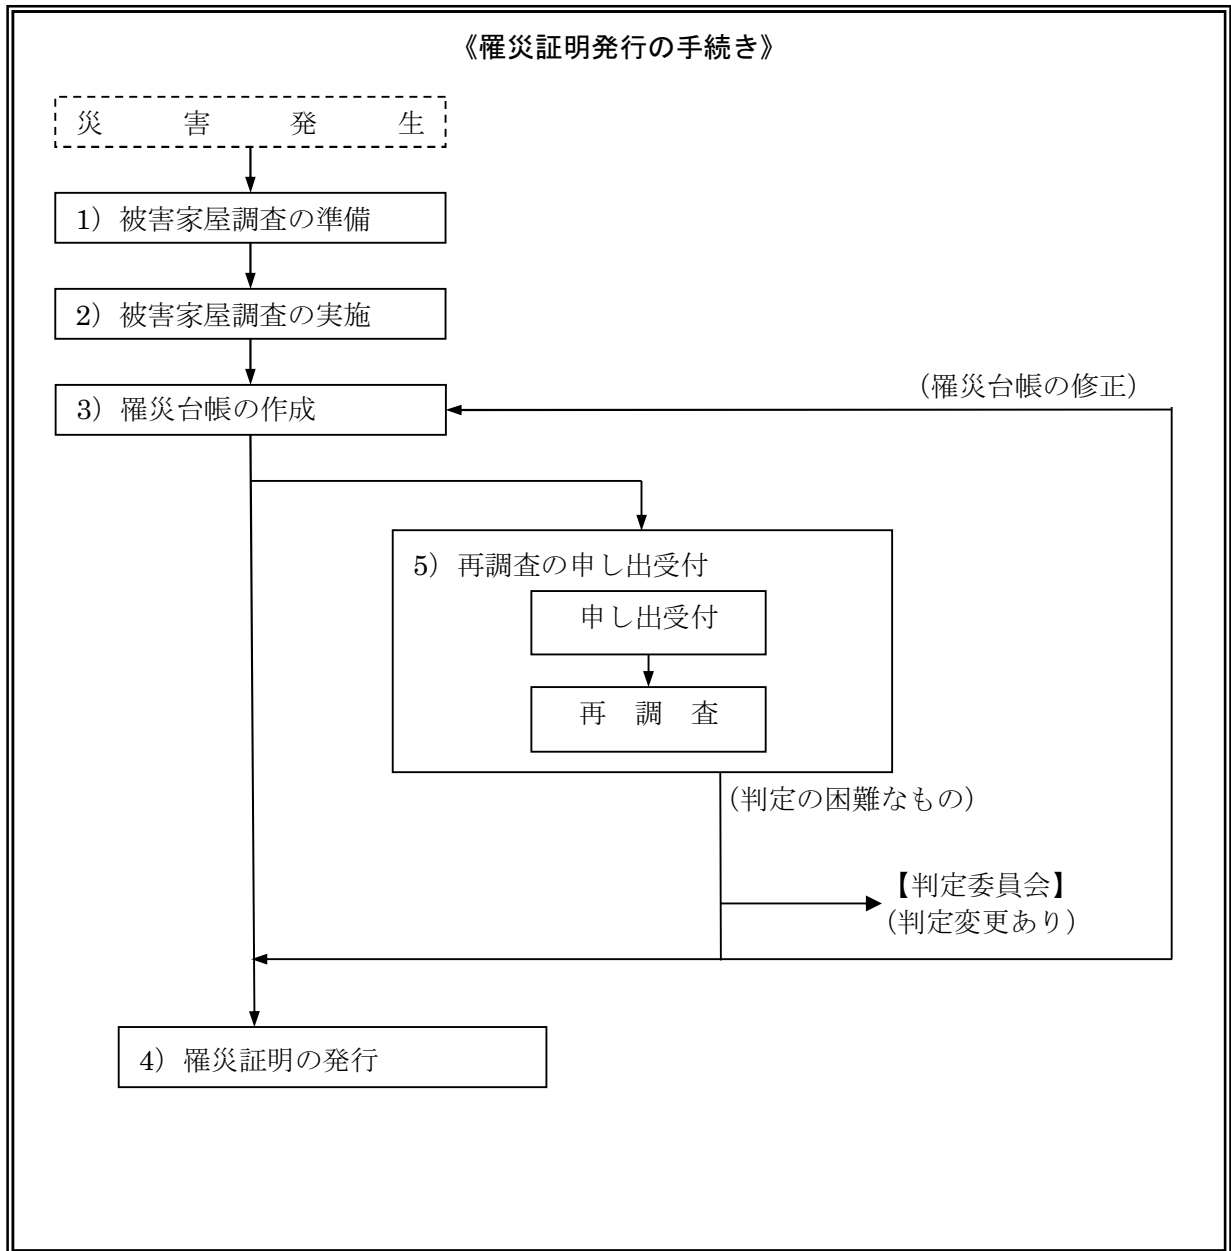 《罹災証明発行の手続き》
災　害　発　生
1）被害家屋調査の準備
2）被害家屋調査の実施
（罹災台帳の修正）
3）罹災台帳の作成
5）再調査の申し出受付
申し出受付
再　調　査
（判定の困難なもの）
【判定委員会】
（判定変更あり）
4）罹災証明の発行